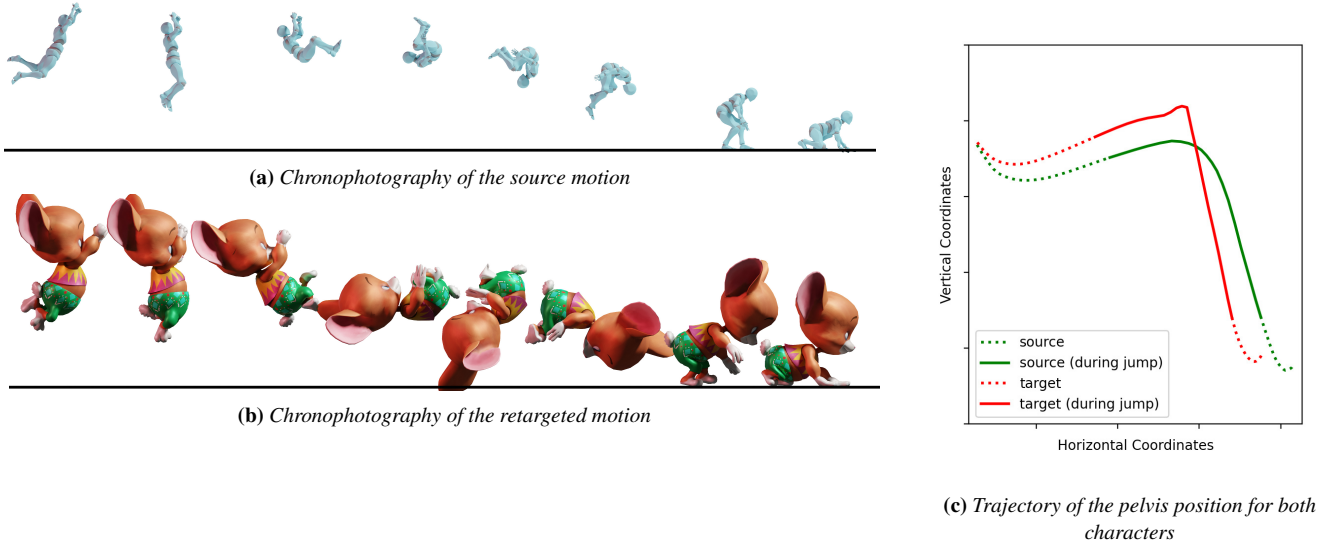 (a) Chronophotography of the source motion
(b) Chronophotography of the retargeted motion
Vertical Coordinates
source
source (during jump)
target
target (during jump)
Horizontal Coordinates
(c) Trajectory of the pelvis position for both
characters